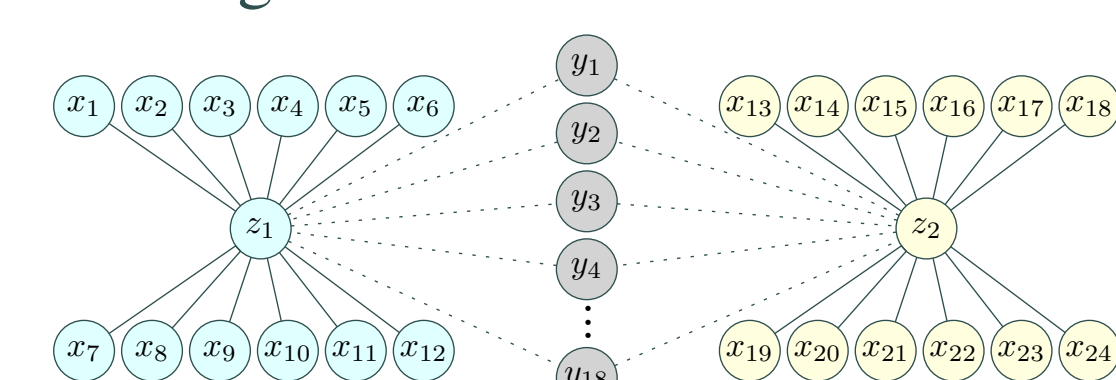 y₁
x₁ x₂ x₃ x₄ x₅ x₆ x₁₃ x₁₄ x₁₅ x₁₆ x₁₇ x₁₈
y₂
y₃
z₁ z₂
y₄
⋮
x₇ x₈ x₉ x₁₀ x₁₁ x₁₂ x₁₉ x₂₀ x₂₁ x₂₂ x₂₃ x₂₄
y₁₈